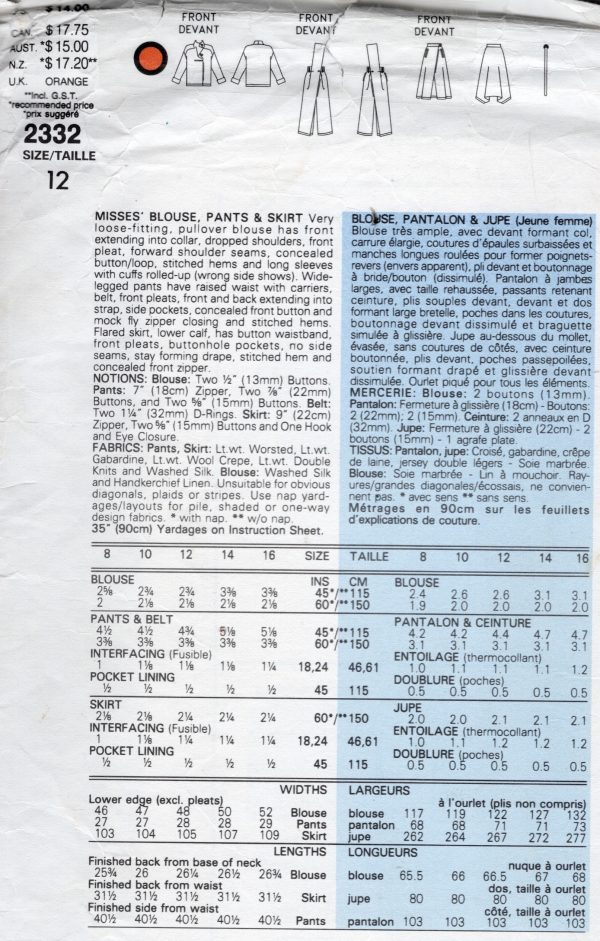 $ 14.00
CAN. $ 17.75
AUST. *$ 15.00
N.Z. *$ 17.20**
U.K. ORANGE
**Incl. G.S.T.
*recommended price
*prix suggéré
2332
SIZE/TAILLE
12
FRONT
DEVANT
FRONT
DEVANT
FRONT
DEVANT
MISSES' BLOUSE, PANTS & SKIRT Very
loose-fitting, pullover blouse has front
extending into collar, dropped shoulders, front
pleat, forward shoulder seams, concealed
button/loop, stitched hems and long sleeves
with cuffs rolled-up (wrong side shows). Wide-
legged pants have raised waist with carriers,
belt, front pleats, front and back extending into
strap, side pockets, concealed front button and
mock fly zipper closing and stitched hems.
Flared skirt, lower calf, has button waistband,
front pleats, buttonhole pockets, no side
seams, stay forming drape, stitched hem and
concealed front zipper.
NOTIONS: Blouse: Two ½" (13mm) Buttons.
Pants: 7" (18cm) Zipper, Two ⅞" (22mm)
Buttons, and Two ⅝" (15mm) Buttons. Belt:
Two 1¼" (32mm) D-Rings. Skirt: 9" (22cm)
Zipper, Two ⅝" (15mm) Buttons and One Hook
and Eye Closure.
FABRICS: Pants, Skirt: Lt.wt. Worsted, Lt.wt.
Gabardine, Lt.wt. Wool Crepe, Lt.wt. Double
Knits and Washed Silk. Blouse: Washed Silk
and Handkerchief Linen. Unsuitable for obvious
diagonals, plaids or stripes. Use nap yard-
ages/layouts for pile, shaded or one-way
design fabrics. * with nap. ** w/o nap.
35" (90cm) Yardages on Instruction Sheet.
BLOUSE, PANTALON & JUPE (Jeune femme)
Blouse très ample, avec devant formant col,
carrure élargie, coutures d'épaules surbaissées et
manches longues roulées pour former poignets-
revers (envers apparent), pli devant et boutonnage
à bride/bouton (dissimulé). Pantalon à jambes
larges, avec taille rehaussée, passants retenant
ceinture, plis souples devant, devant et dos
formant large bretelle, poches dans les coutures,
boutonnage devant dissimulé et braguette
simulée à glissière. Jupe au-dessous du mollet,
évasée, sans coutures de côtés, avec ceinture
boutonnée, plis devant, poches passepoilées,
soutien formant drapé et glissière devant
dissimulée. Ourlet piqué pour tous les éléments.
MERCERIE: Blouse: 2 boutons (13mm).
Pantalon: Fermeture à glissière (18cm) - Boutons:
2 (22mm); 2 (15mm). Ceinture: 2 anneaux en D
(32mm). Jupe: Fermeture à glissière (22cm) - 2
boutons (15mm) - 1 agrafe plate.
TISSUS: Pantalon, jupe: Croisé, gabardine, crêpe
de laine, jersey double légers - Soie marbrée.
Blouse: Soie marbrée - Lin à mouchoir. Ray-
ures/grandes diagonales/écossais, ne convien-
nent pas. * avec sens ** sans sens.
Métrages en 90cm sur les feuillets
d'explications de couture.
8 10 12 14 16 SIZE TAILLE 8 10 12 14 16
BLOUSE INS CM BLOUSE
2⅝ 2¾ 2¾ 3⅜ 3⅜ 45*/** 115 2.4 2.6 2.6 3.1 3.1
2 2⅛ 2⅛ 2⅛ 2⅛ 60*/** 150 1.9 2.0 2.0 2.0 2.0
PANTS & BELT PANTALON & CEINTURE
4½ 4½ 4¾ 5⅛ 5⅛ 45*/** 115 4.2 4.2 4.4 4.7 4.7
3⅜ 3⅜ 3⅜ 3⅜ 3⅜ 60*/** 150 3.1 3.1 3.1 3.1 3.1
INTERFACING (Fusible) ENTOILAGE (thermocollant)
1 1⅛ 1⅛ 1⅛ 1¼ 18,24 46,61 1.0 1.1 1.1 1.1 1.2
POCKET LINING DOUBLURE (poches)
½ ½ ½ ½ ½ 45 115 0.5 0.5 0.5 0.5 0.5
SKIRT JUPE
2⅛ 2⅛ 2¼ 2¼ 2¼ 60*/** 150 2.0 2.0 2.1 2.1 2.1
INTERFACING (Fusible) ENTOILAGE (thermocollant)
1 1⅛ 1¼ 1¼ 1¼ 18,24 46,61 1.0 1.1 1.2 1.2 1.2
POCKET LINING DOUBLURE (poches)
½ ½ ½ ½ ½ 45 115 0.5 0.5 0.5 0.5 0.5
WIDTHS LARGEURS
Lower edge (excl. pleats) à l'ourlet (plis non compris)
46 47 48 50 52 Blouse blouse 117 119 122 127 132
27 27 28 28 29 Pants pantalon 68 68 71 71 73
103 104 105 107 109 Skirt jupe 262 264 267 272 277
LENGTHS LONGUEURS
Finished back from base of neck nuque à ourlet
25¾ 26 26¼ 26½ 26¾ Blouse blouse 65.5 66 66.5 67 68
Finished back from waist dos, taille à ourlet
31½ 31½ 31½ 31½ 31½ Skirt jupe 80 80 80 80 80
Finished side from waist côté, taille à ourlet
40½ 40½ 40½ 40½ 40½ Pants pantalon 103 103 103 103 103